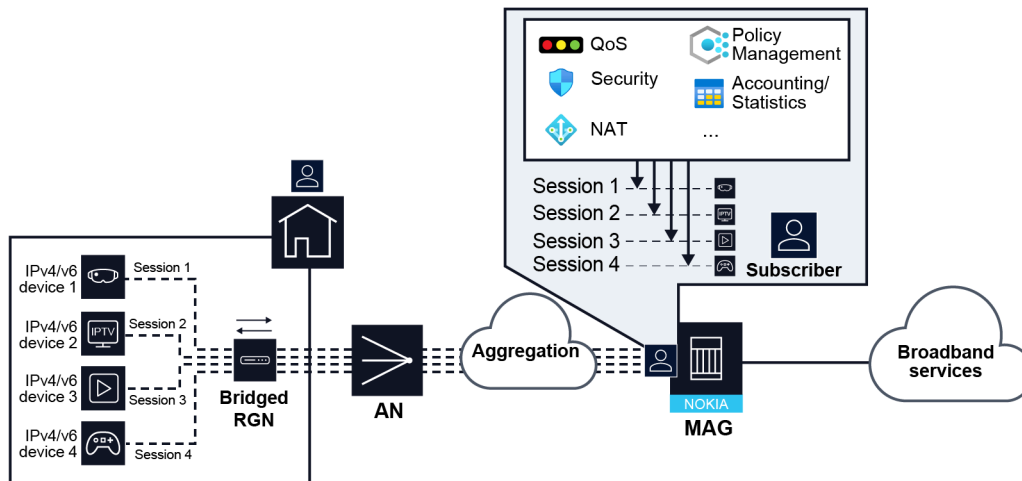 QoS
Policy
Management
Security
Accounting/
Statistics
NAT
...
Session 1
Session 2
IPTV
Session 3
Session 4
Subscriber
IPv4/v6
device 1
Session 1
IPv4/v6
device 2
IPTV
Session 2
IPv4/v6
device 3
Session 3
IPv4/v6
device 4
Session 4
Bridged
RGN
AN
Aggregation
NOKIA
MAG
Broadband
services